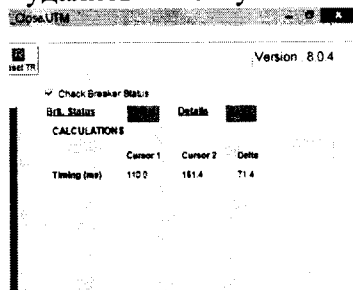 Close.UTM
Version 8.0.4
Check Breaker Status
Brk. Status Details
CALCULATIONS
Cursor 1 Cursor 2 Delta
Timing (ms) 110.0 181.4 71.4